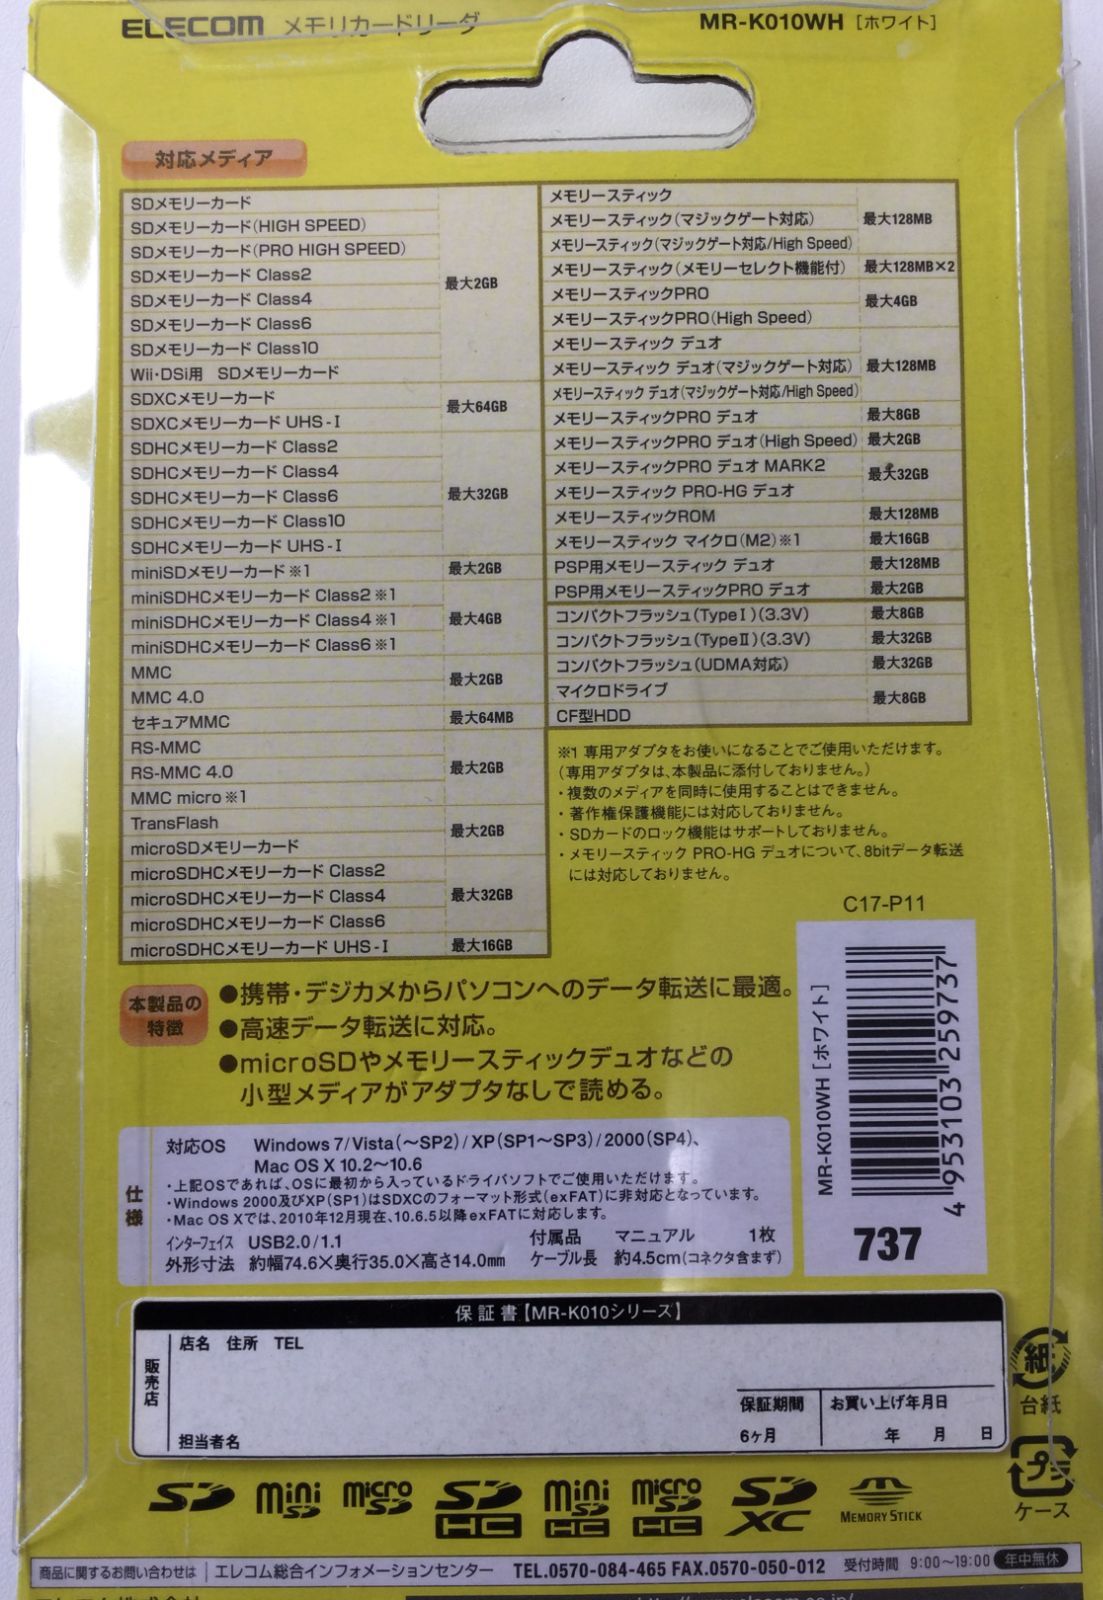 ELECOM メモリカードリーダ
MR-K010WH [ホワイト]
対応メディア
SDメモリーカード
SDメモリーカード(HIGH SPEED)
SDメモリーカード(PRO HIGH SPEED)
SDメモリーカード Class2
SDメモリーカード Class4
SDメモリーカード Class6
SDメモリーカード Class10
Wii・DSi用 SDメモリーカード
最大2GB
SDXCメモリーカード
SDXCメモリーカード UHS-I
最大64GB
SDHCメモリーカード Class2
SDHCメモリーカード Class4
SDHCメモリーカード Class6
SDHCメモリーカード Class10
SDHCメモリーカード UHS-I
最大32GB
miniSDメモリーカード※1 最大2GB
miniSDHCメモリーカード Class2※1
miniSDHCメモリーカード Class4※1
miniSDHCメモリーカード Class6※1
最大4GB
MMC
MMC 4.0
最大2GB
セキュアMMC 最大64MB
RS-MMC
RS-MMC 4.0
MMC micro※1
最大2GB
TransFlash
microSDメモリーカード
最大2GB
microSDHCメモリーカード Class2
microSDHCメモリーカード Class4
microSDHCメモリーカード Class6
最大32GB
microSDHCメモリーカード UHS-I 最大16GB
メモリースティック
メモリースティック(マジックゲート対応)
メモリースティック(マジックゲート対応/High Speed)
最大128MB
メモリースティック(メモリーセレクト機能付) 最大128MB×2
メモリースティックPRO
メモリースティックPRO(High Speed)
最大4GB
メモリースティック デュオ
メモリースティック デュオ(マジックゲート対応)
メモリースティック デュオ(マジックゲート対応/High Speed)
最大128MB
メモリースティックPRO デュオ 最大8GB
メモリースティックPRO デュオ(High Speed) 最大2GB
メモリースティックPRO デュオ MARK2
メモリースティック PRO-HG デュオ
最大32GB
メモリースティックROM 最大128MB
メモリースティック マイクロ(M2)※1 最大16GB
PSP用メモリースティック デュオ 最大128MB
PSP用メモリースティックPRO デュオ 最大2GB
コンパクトフラッシュ(TypeI)(3.3V) 最大8GB
コンパクトフラッシュ(TypeII)(3.3V) 最大32GB
コンパクトフラッシュ(UDMA対応) 最大32GB
マイクロドライブ
CF型HDD
最大8GB
※1 専用アダプタをお使いになることでご使用いただけます。
(専用アダプタは、本製品に添付しておりません。)
・複数のメディアを同時に使用することはできません。
・著作権保護機能には対応しておりません。
・SDカードのロック機能はサポートしておりません。
・メモリースティック PRO-HG デュオについて、8bitデータ転送
には対応しておりません。
C17-P11
本製品の
特徴
●携帯・デジカメからパソコンへのデータ転送に最適。
●高速データ転送に対応。
●microSDやメモリースティックデュオなどの
小型メディアがアダプタなしで読める。
MR-K010WH [ホワイト]
4 953103 259737
737
仕様
対応OS Windows 7/Vista(~SP2)/XP(SP1~SP3)/2000(SP4)、
Mac OS X 10.2~10.6
・上記OSであれば、OSに最初から入っているドライバソフトでご使用いただけます。
・Windows 2000及びXP(SP1)はSDXCのフォーマット形式(exFAT)に非対応となっています。
・Mac OS Xでは、2010年12月現在、10.6.5以降exFATに対応します。
インターフェイス USB2.0/1.1 付属品 マニュアル 1枚
外形寸法 約幅74.6×奥行35.0×高さ14.0mm ケーブル長 約4.5cm(コネクタ含まず)
保証書【MR-K010シリーズ】
販売店
店名 住所 TEL
担当者名
保証期間
6ヶ月
お買い上げ年月日
年 月 日
紙
台紙
プラ
ケース
SD mini SD micro SD SD HC mini SD HC micro SD HC SD XC MEMORY STICK
商品に関するお問い合わせは エレコム総合インフォメーションセンター TEL.0570-084-465 FAX.0570-050-012 受付時間 9:00~19:00 年中無休